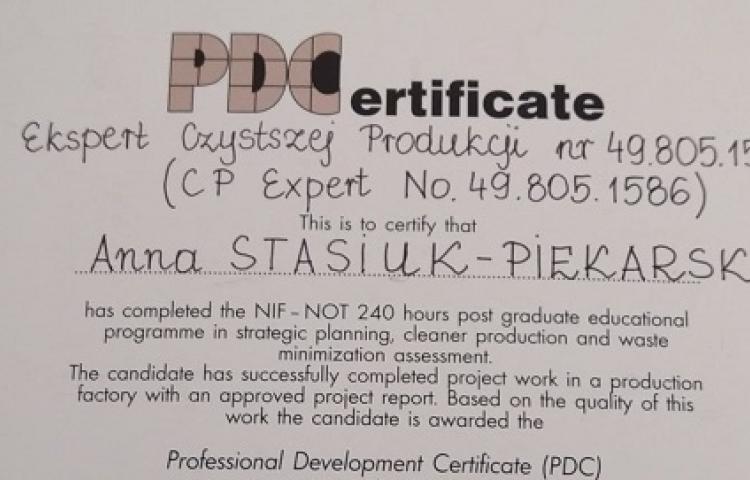 PDCertificate
Ekspert Czystszej Produkcji nr 49.805.15
(CP Expert No. 49.805.1586)
This is to certify that
Anna STASIUK-PIEKARSK
has completed the NIF-NOT 240 hours post graduate educational
programme in strategic planning, cleaner production and waste
minimization assessment.
The candidate has successfully completed project work in a production
factory with an approved project report. Based on the quality of this
work the candidate is awarded the
Professional Development Certificate (PDC)